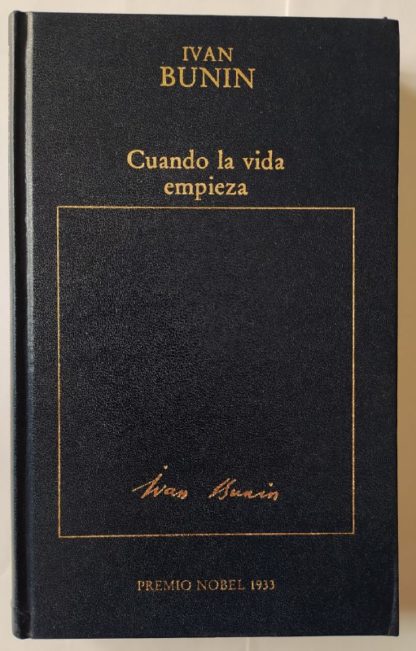 IVAN
BUNIN
Cuando la vida
empieza
Ivan Bunin
PREMIO NOBEL 1933